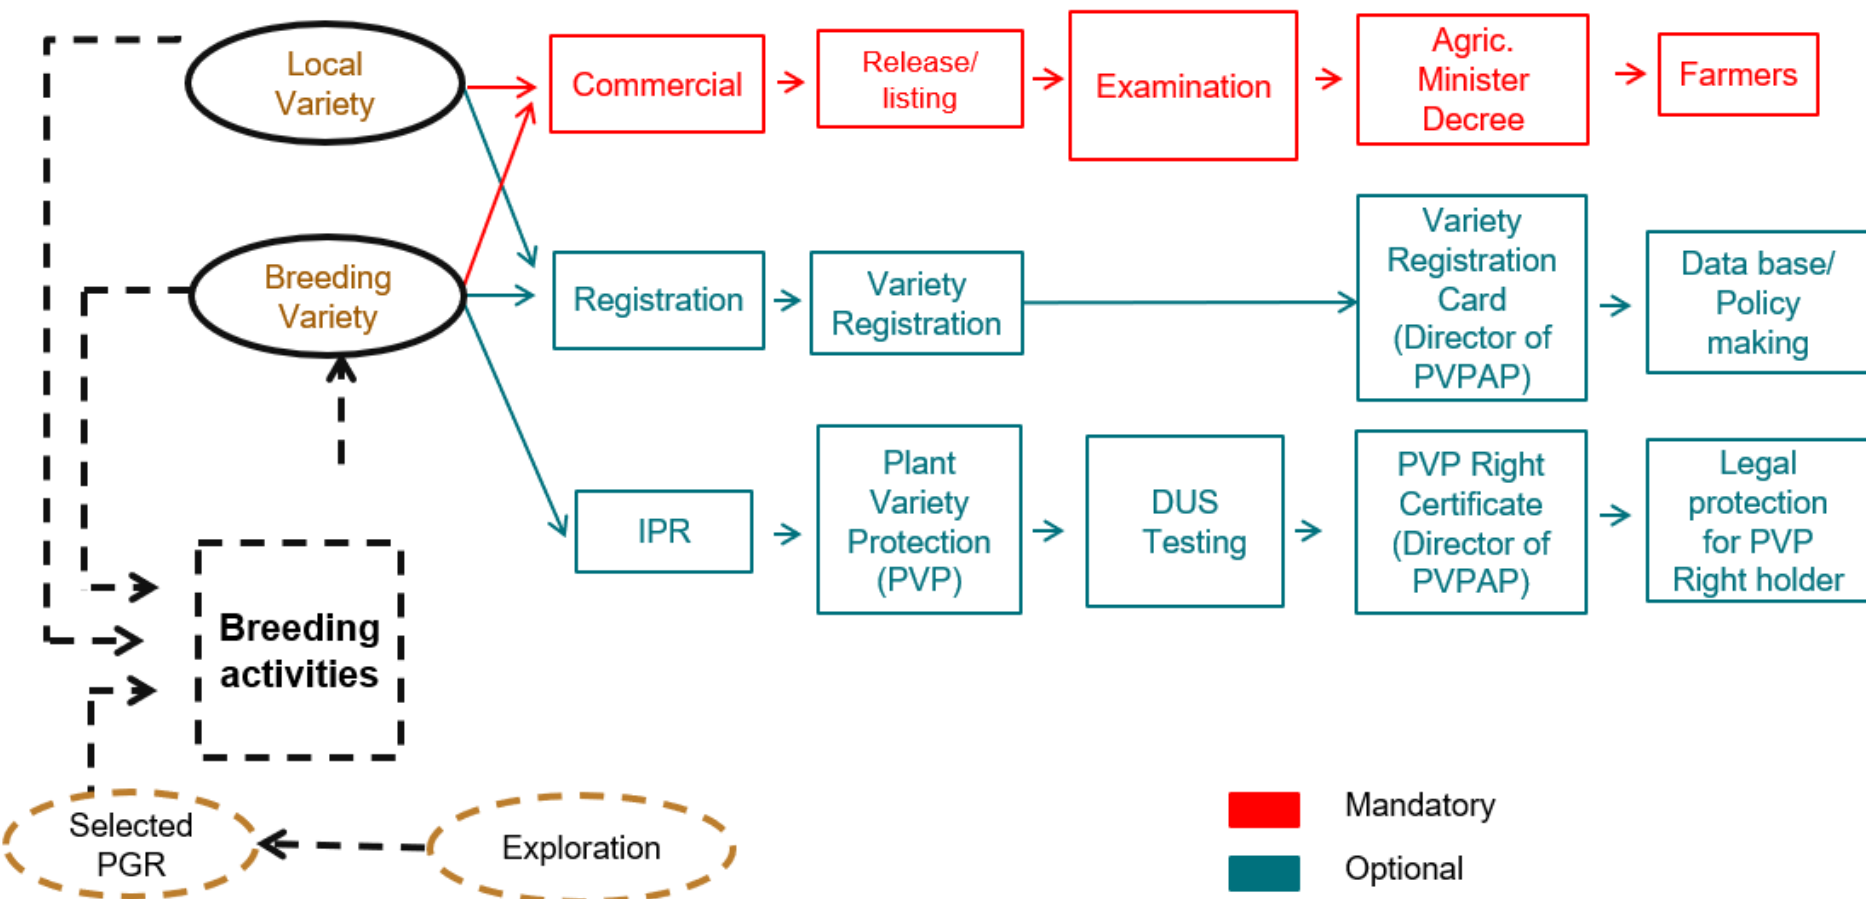 Local
Variety
Commercial
Release/
listing
Examination
Agric.
Minister
Decree
Farmers
Breeding
Variety
Registration
Variety
Registration
Variety
Registration
Card
(Director of
PVPAP)
Data base/
Policy
making
IPR
Plant
Variety
Protection
(PVP)
DUS
Testing
PVP Right
Certificate
(Director of
PVPAP)
Legal
protection
for PVP
Right holder
Breeding
activities
Selected
PGR
Exploration
Mandatory
Optional